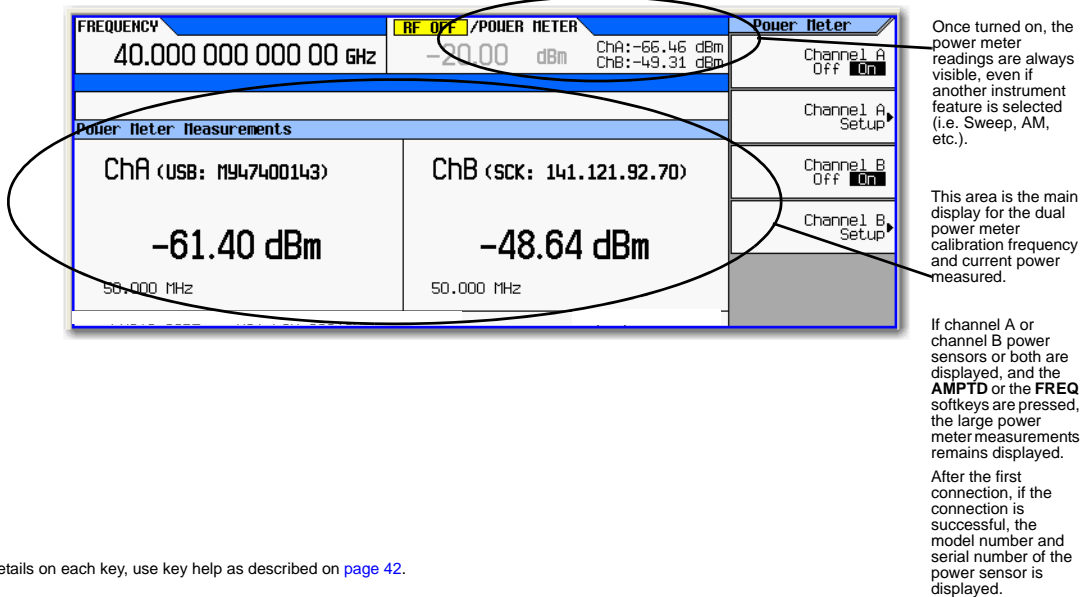 FREQUENCY
40.000 000 000 00 GHz
RF OFF /POWER METER
-20.00 dBm
ChA:-66.46 dBm
ChB:-49.31 dBm
Power Meter Measurements
ChA (USB: MY47400143)
-61.40 dBm
50.000 MHz
ChB (SCK: 141.121.92.70)
-48.64 dBm
50.000 MHz
Power Meter
Channel A
Off On
Channel A
Setup
Channel B
Off On
Channel B
Setup
Once turned on, the
power meter
readings are always
visible, even if
another instrument
feature is selected
(i.e. Sweep, AM,
etc.).
This area is the main
display for the dual
power meter
calibration frequency
and current power
measured.
If channel A or
channel B power
sensors or both are
displayed, and the
AMPTD or the FREQ
softkeys are pressed,
the large power
meter measurements
remains displayed.
After the first
connection, if the
connection is
successful, the
model number and
serial number of the
power sensor is
displayed.
etails on each key, use key help as described on page 42.